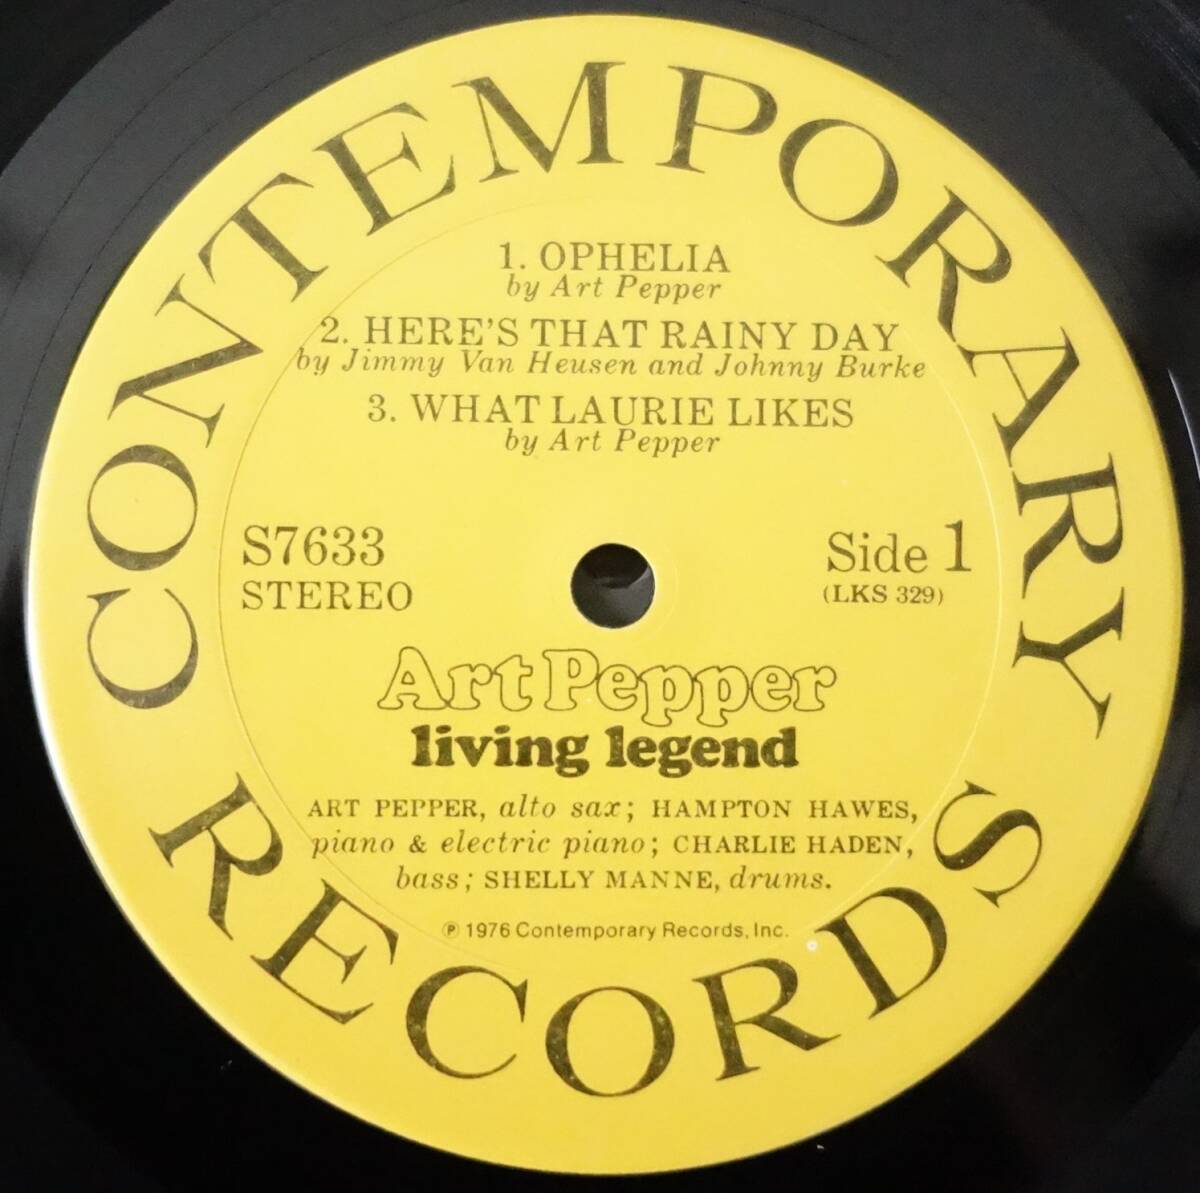 CONTEMPORARY
1. OPHELIA
by Art Pepper
2. HERE'S THAT RAINY DAY
by Jimmy Van Heusen and Johnny Burke
3. WHAT LAURIE LIKES
by Art Pepper
S7633
STEREO
Side 1
(LKS 329)
Art Pepper
living legend
ART PEPPER, alto sax; HAMPTON HAWES,
piano & electric piano; CHARLIE HADEN,
bass; SHELLY MANNE, drums.
℗ 1976 Contemporary Records, Inc.
RECORDS